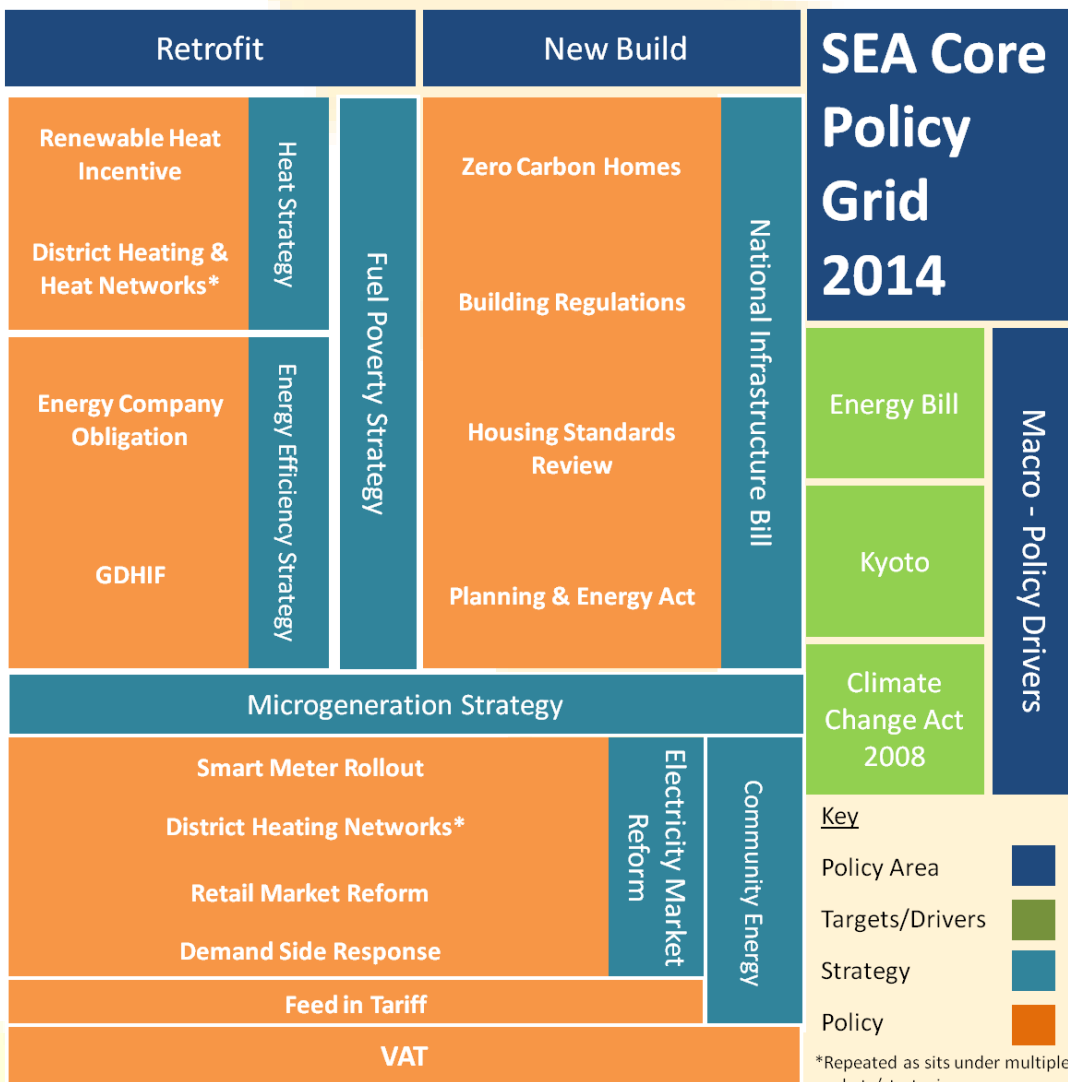 Retrofit
New Build
SEA Core
Policy
Grid
2014
Renewable Heat
Incentive
District Heating &
Heat Networks*
Heat Strategy
Energy Company
Obligation
GDHIF
Energy Efficiency Strategy
Fuel Poverty Strategy
Zero Carbon Homes
Building Regulations
Housing Standards
Review
Planning & Energy Act
National Infrastructure Bill
Energy Bill
Kyoto
Climate
Change Act
2008
Macro - Policy Drivers
Microgeneration Strategy
Smart Meter Rollout
District Heating Networks*
Retail Market Reform
Demand Side Response
Electricity Market
Reform
Community Energy
Feed in Tariff
VAT
Key
Policy Area
Targets/Drivers
Strategy
Policy
*Repeated as sits under multiple